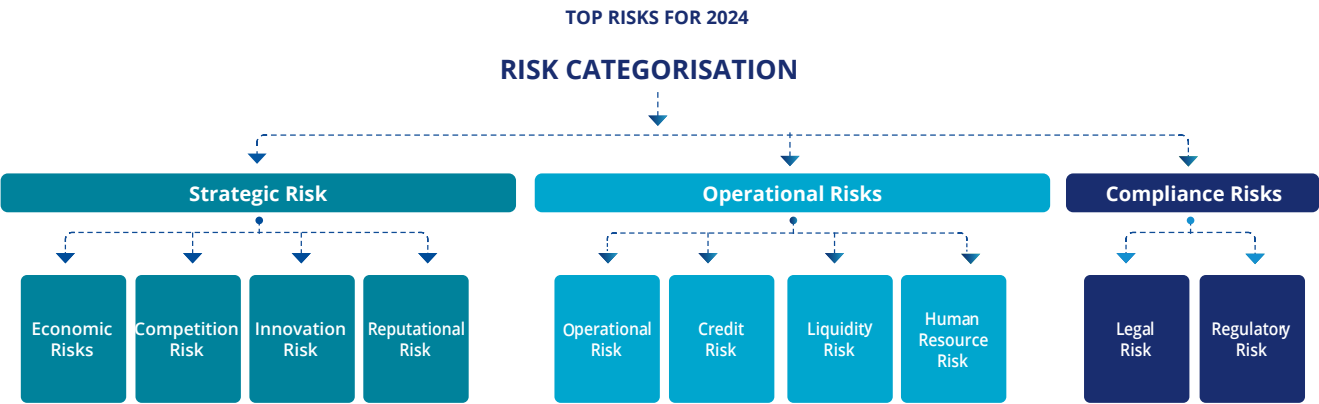 TOP RISKS FOR 2024
RISK CATEGORISATION
Strategic Risk
Operational Risks
Compliance Risks
Economic
Risks
Competition
Risk
Innovation
Risk
Reputational
Risk
Operational
Risk
Credit
Risk
Liquidity
Risk
Human
Resource
Risk
Legal
Risk
Regulatory
Risk